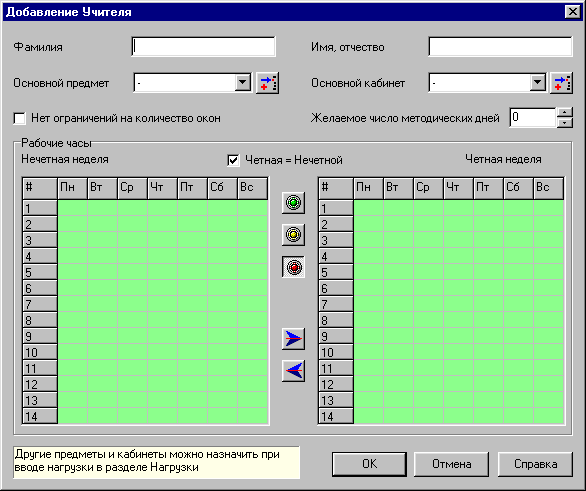 Добавление Учителя
Фамилия
Имя, отчество
Основной предмет -
Основной кабинет -
Нет ограничений на количество окон
Желаемое число методических дней 0
Рабочие часы
Нечетная неделя
Четная = Нечетной
Четная неделя
# Пн Вт Ср Чт Пт Сб Вс
1
2
3
4
5
6
7
8
9
10
11
12
13
14
# Пн Вт Ср Чт Пт Сб Вс
1
2
3
4
5
6
7
8
9
10
11
12
13
14
Другие предметы и кабинеты можно назначить при
вводе нагрузки в разделе Нагрузки
OK
Отмена
Справка